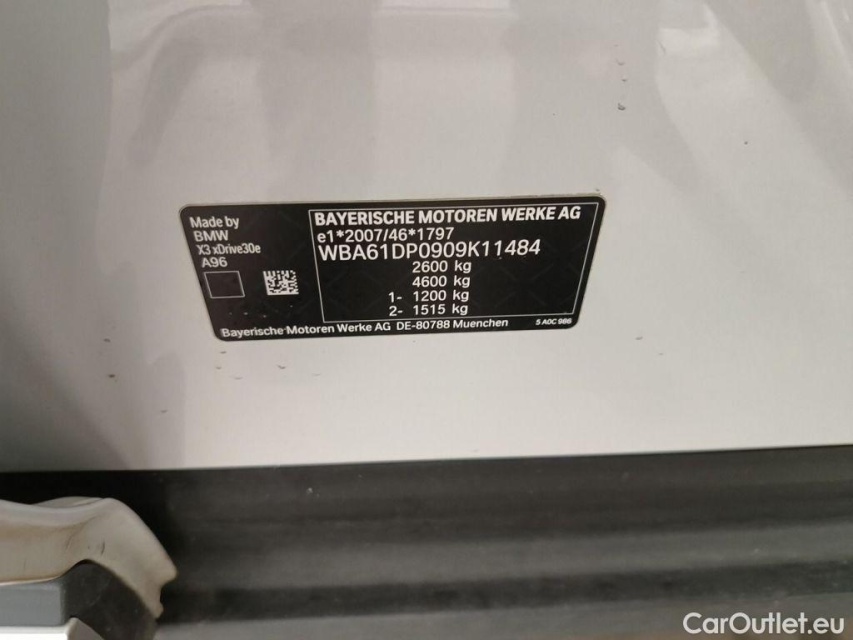 Made by
BMW
X3 xDrive30e
A96
BAYERISCHE MOTOREN WERKE AG
e1*2007/46*1797
WBA61DP0909K11484
2600 kg
4600 kg
1- 1200 kg
2- 1515 kg
Bayerische Motoren Werke AG DE-80788 Muenchen
5 A0C 986
CarOutlet.eu